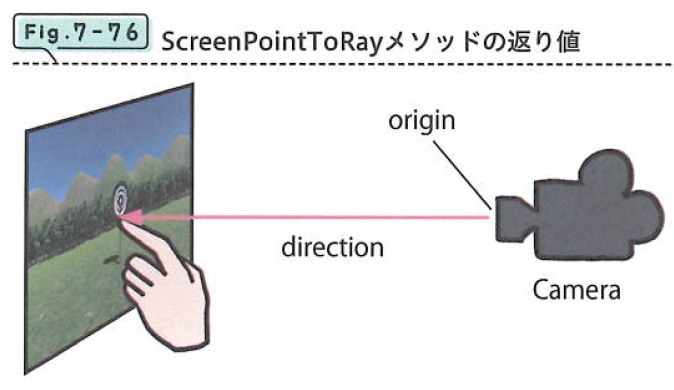 Fig.7-76
ScreenPointToRayメソッドの返り値
origin
direction
Camera